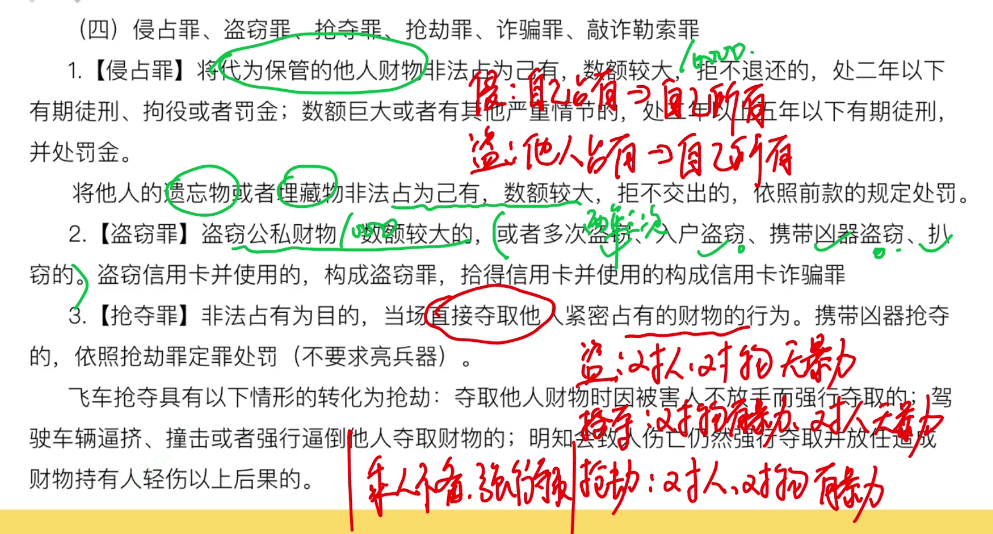 （四）侵占罪、盗窃罪、抢夺罪、抢劫罪、诈骗罪、敲诈勒索罪
1.【侵占罪】将代为保管的他人财物非法占为己有，数额较大，拒不退还的，处二年以下
10000.
侵：自己占有→自己所有
有期徒刑、拘役或者罚金；数额巨大或者有其他严重情节的，处二年以上五年以下有期徒刑，
并处罚金。
盗：他人占有→自己所有
将他人的遗忘物或者埋藏物非法占为己有，数额较大，拒不交出的，依照前款的规定处罚。
1000
两年三次
2.【盗窃罪】盗窃公私财物，数额较大的，或者多次盗窃、入户盗窃、携带凶器盗窃、扒
窃的。盗窃信用卡并使用的，构成盗窃罪，拾得信用卡并使用的构成信用卡诈骗罪
3.【抢夺罪】非法占有为目的，当场直接夺取他人紧密占有的财物的行为。携带凶器抢夺
的，依照抢劫罪定罪处罚（不要求亮兵器）。
盗：对人、对物无暴力
飞车抢夺具有以下情形的转化为抢劫：夺取他人财物时因被害人不放手而强行夺取的；驾
抢夺：对物有暴力、对人无暴力
驶车辆逼挤、撞击或者强行逼倒他人夺取财物的；明知会致人伤亡仍然强行夺取并放任造成
财物持有人轻伤以上后果的。
乘人不备、强行夺取
抢劫：对人、对物有暴力